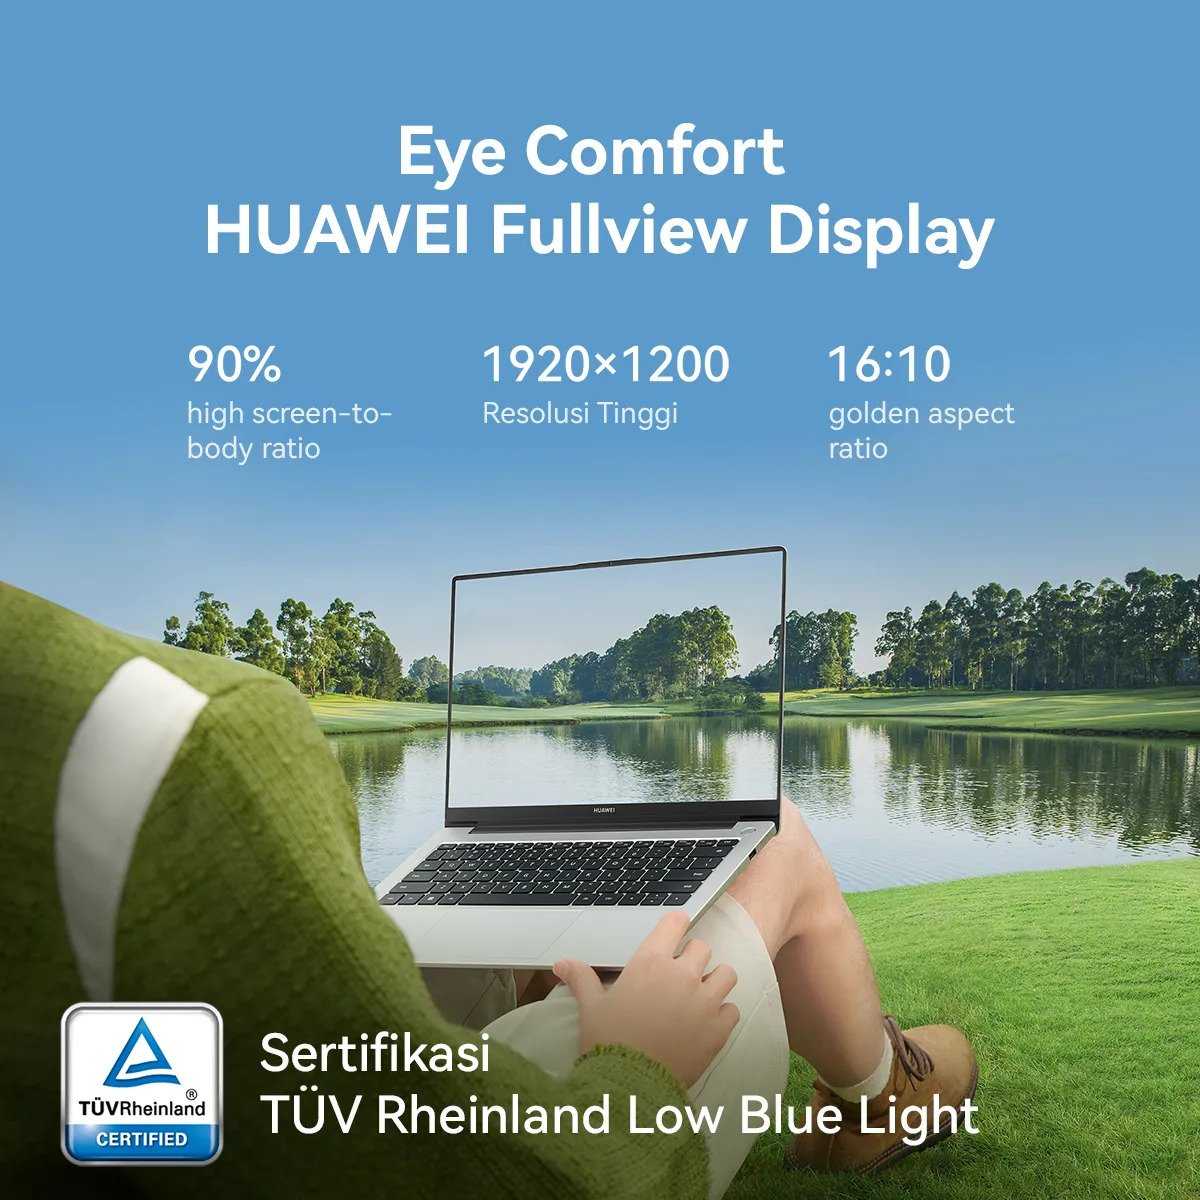 Eye Comfort
HUAWEI Fullview Display
90%
high screen-to-
body ratio
1920×1200
Resolusi Tinggi
16:10
golden aspect
ratio
HUAWEI
TÜVRheinland®
CERTIFIED
Sertifikasi
TÜV Rheinland Low Blue Light